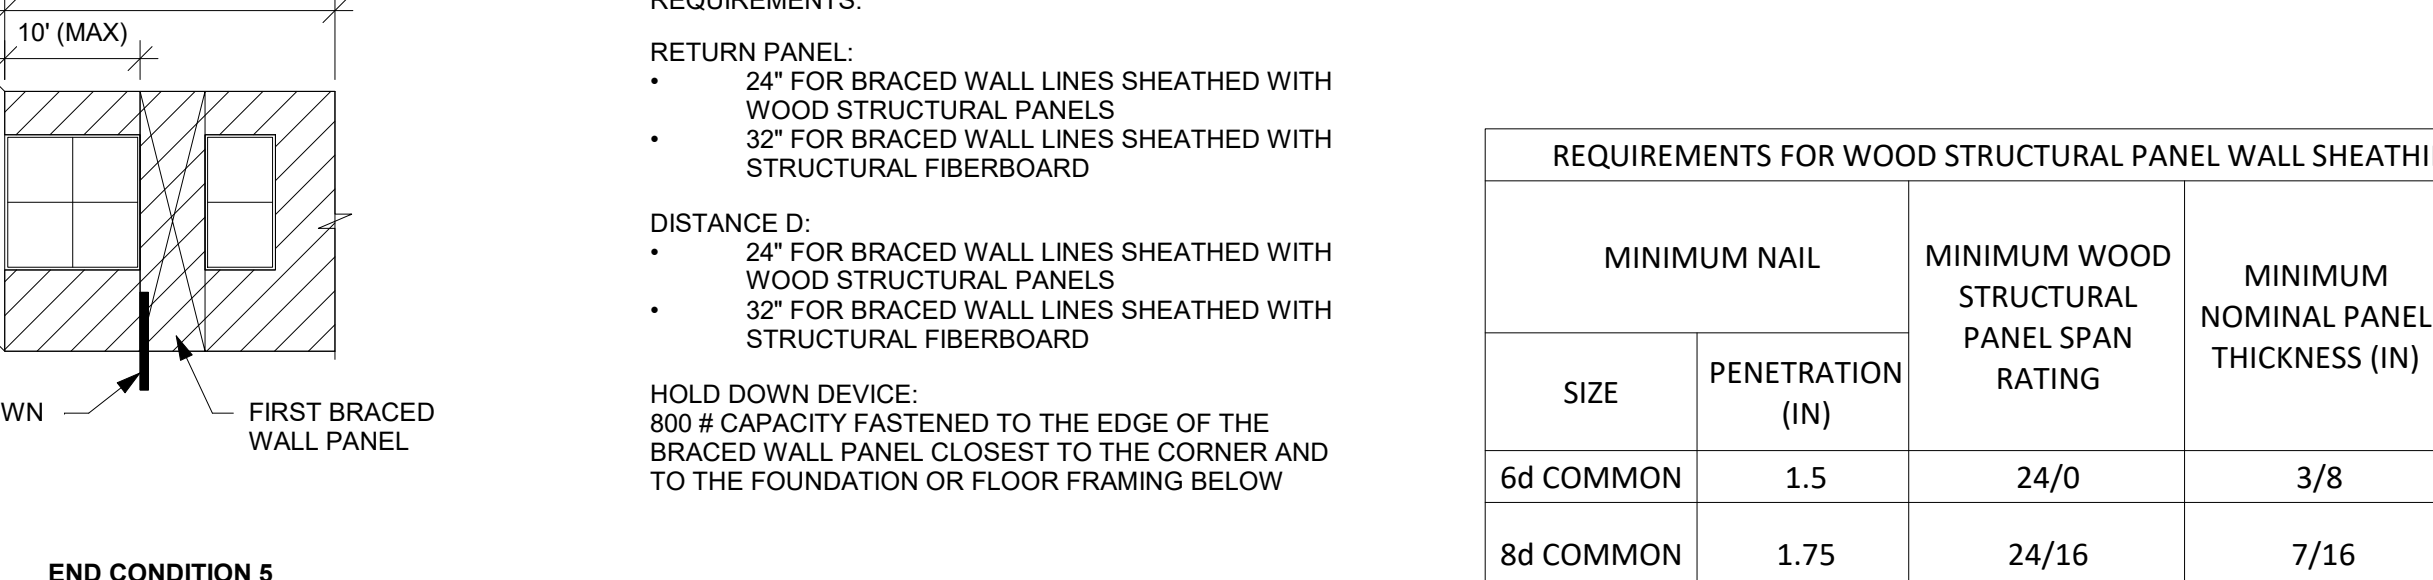 10' (MAX)
WN
FIRST BRACED
WALL PANEL
END CONDITION 5
REQUIREMENTS:
RETURN PANEL:
• 24" FOR BRACED WALL LINES SHEATHED WITH
WOOD STRUCTURAL PANELS
• 32" FOR BRACED WALL LINES SHEATHED WITH
STRUCTURAL FIBERBOARD
DISTANCE D:
• 24" FOR BRACED WALL LINES SHEATHED WITH
WOOD STRUCTURAL PANELS
• 32" FOR BRACED WALL LINES SHEATHED WITH
STRUCTURAL FIBERBOARD
HOLD DOWN DEVICE:
800 # CAPACITY FASTENED TO THE EDGE OF THE
BRACED WALL PANEL CLOSEST TO THE CORNER AND
TO THE FOUNDATION OR FLOOR FRAMING BELOW
REQUIREMENTS FOR WOOD STRUCTURAL PANEL WALL SHEATHI
MINIMUM NAIL
MINIMUM WOOD
STRUCTURAL
PANEL SPAN
RATING
MINIMUM
NOMINAL PANEL
THICKNESS (IN)
SIZE
PENETRATION
(IN)
6d COMMON 1.5 24/0 3/8
8d COMMON 1.75 24/16 7/16